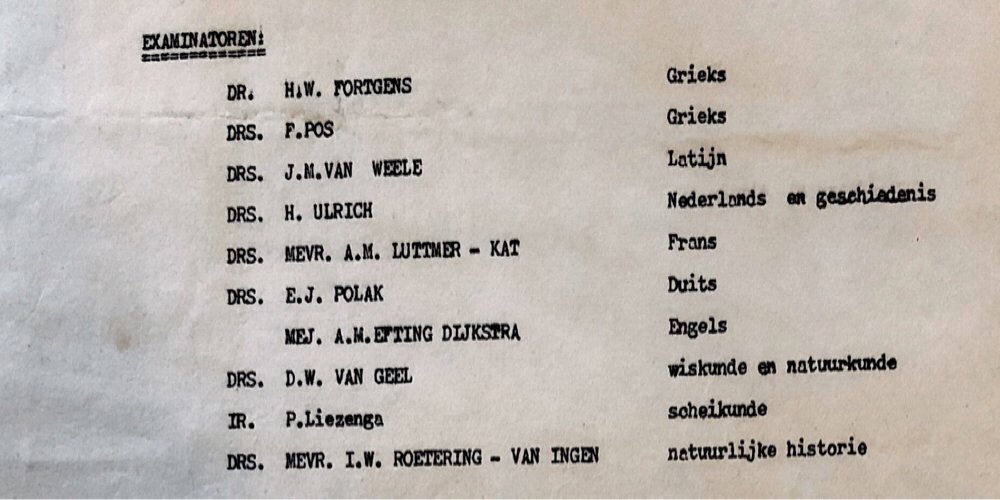 EXAMINATOREN:
DR. H.W. FORTGENS Grieks
DRS. F.POS Grieks
DRS. J.M.VAN WEELE Latijn
DRS. H. ULRICH Nederlands en geschiedenis
DRS. MEVR. A.M. LUTTMER - KAT Frans
DRS. E.J. POLAK Duits
MEJ. A.M.EFTING DIJKSTRA Engels
DRS. D.W. VAN GEEL wiskunde en natuurkunde
IR. P.Liezenga scheikunde
DRS. MEVR. I.W. ROETERING - VAN INGEN natuurlijke historie